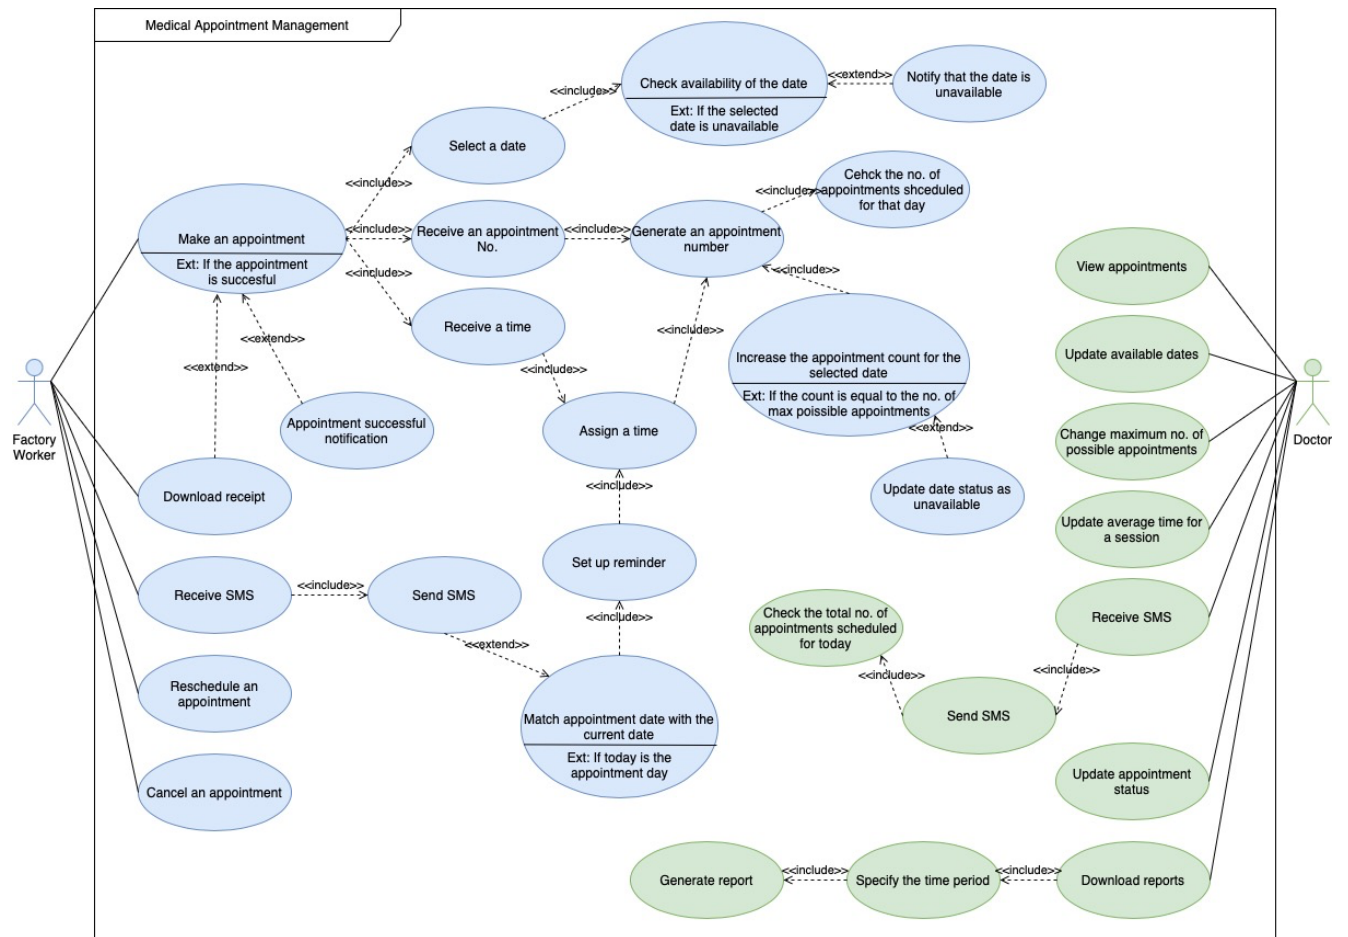 Medical Appointment Management
Check availability of the date
Ext: If the selected
date is unavailable
<<extend>>
Notify that the date is
unavailable
<<include>>
Select a date
<<include>>
Make an appointment
Ext: If the appointment
is succesful
<<include>>
Receive an appointment
No.
<<include>>
Generate an appointment
number
<<include>>
Cehck the no. of
appointments shceduled
for that day
<<include>>
Receive a time
<<include>>
Increase the appointment count for the
selected date
Ext: If the count is equal to the no. of
max poissible appointments
<<include>>
<<extend>>
Update date status as
unavailable
<<extend>>
<<extend>>
Appointment successful
notification
<<include>>
Assign a time
<<include>>
Factory
Worker
Download receipt
<<include>>
Set up reminder
<<include>>
Receive SMS
<<include>>
Send SMS
<<extend>>
Match appointment date with the
current date
Ext: If today is the
appointment day
Reschedule an
appointment
Cancel an appointment
View appointments
Update available dates
Change maximum no. of
possible appointments
Update average time for
a session
Doctor
Receive SMS
<<include>>
Send SMS
<<include>>
Check the total no. of
appointments scheduled
for today
Update appointment
status
Generate report
<<include>>
Specify the time period
<<include>>
Download reports